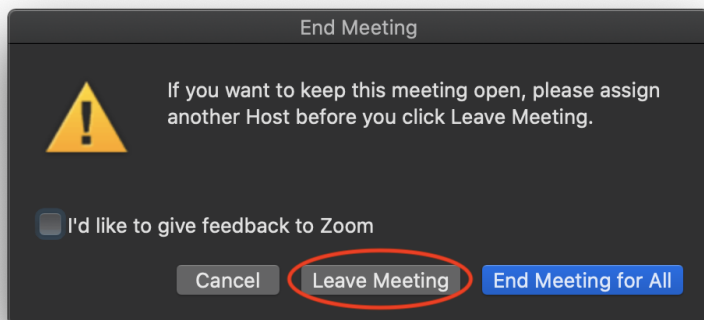 End Meeting
If you want to keep this meeting open, please assign
another Host before you click Leave Meeting.
I'd like to give feedback to Zoom
Cancel Leave Meeting End Meeting for All